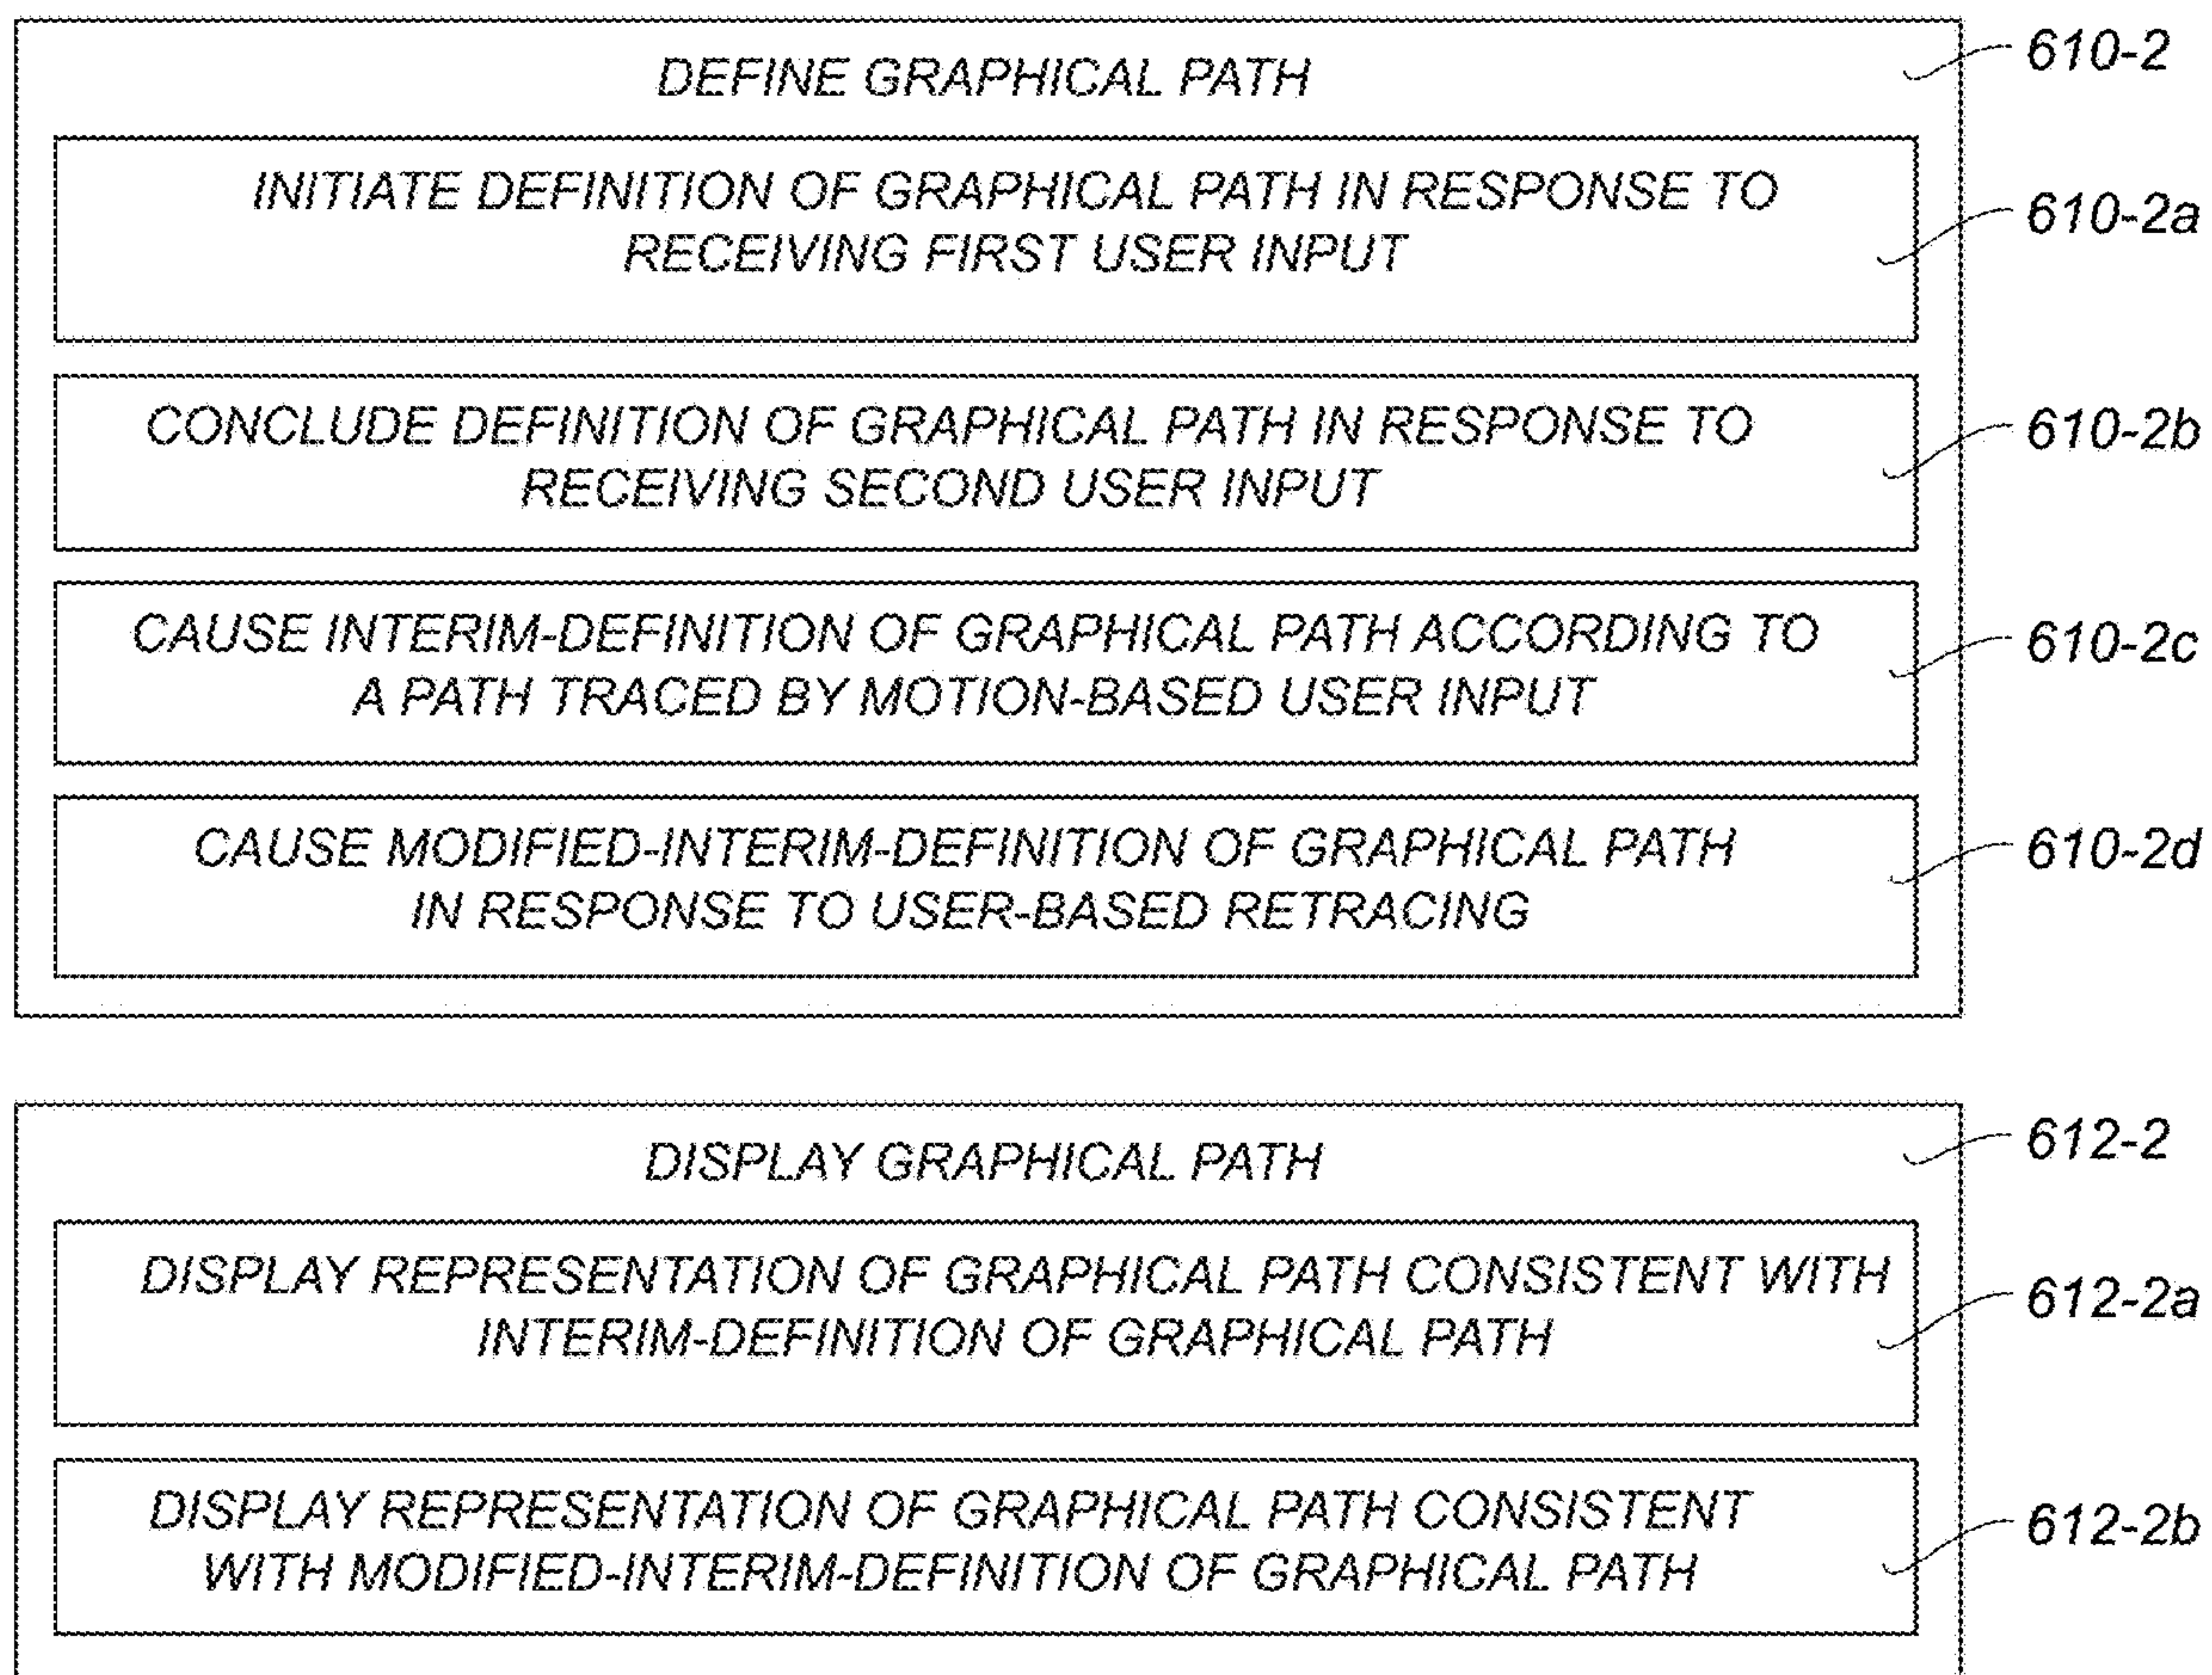 DEFINE GRAPHICAL PATH
610-2
INITIATE DEFINITION OF GRAPHICAL PATH IN RESPONSE TO
RECEIVING FIRST USER INPUT
610-2a
CONCLUDE DEFINITION OF GRAPHICAL PATH IN RESPONSE TO
RECEIVING SECOND USER INPUT
610-2b
CAUSE INTERIM-DEFINITION OF GRAPHICAL PATH ACCORDING TO
A PATH TRACED BY MOTION-BASED USER INPUT
610-2c
CAUSE MODIFIED-INTERIM-DEFINITION OF GRAPHICAL PATH
IN RESPONSE TO USER-BASED RETRACING
610-2d
DISPLAY GRAPHICAL PATH
612-2
DISPLAY REPRESENTATION OF GRAPHICAL PATH CONSISTENT WITH
INTERIM-DEFINITION OF GRAPHICAL PATH
612-2a
DISPLAY REPRESENTATION OF GRAPHICAL PATH CONSISTENT
WITH MODIFIED-INTERIM-DEFINITION OF GRAPHICAL PATH
612-2b